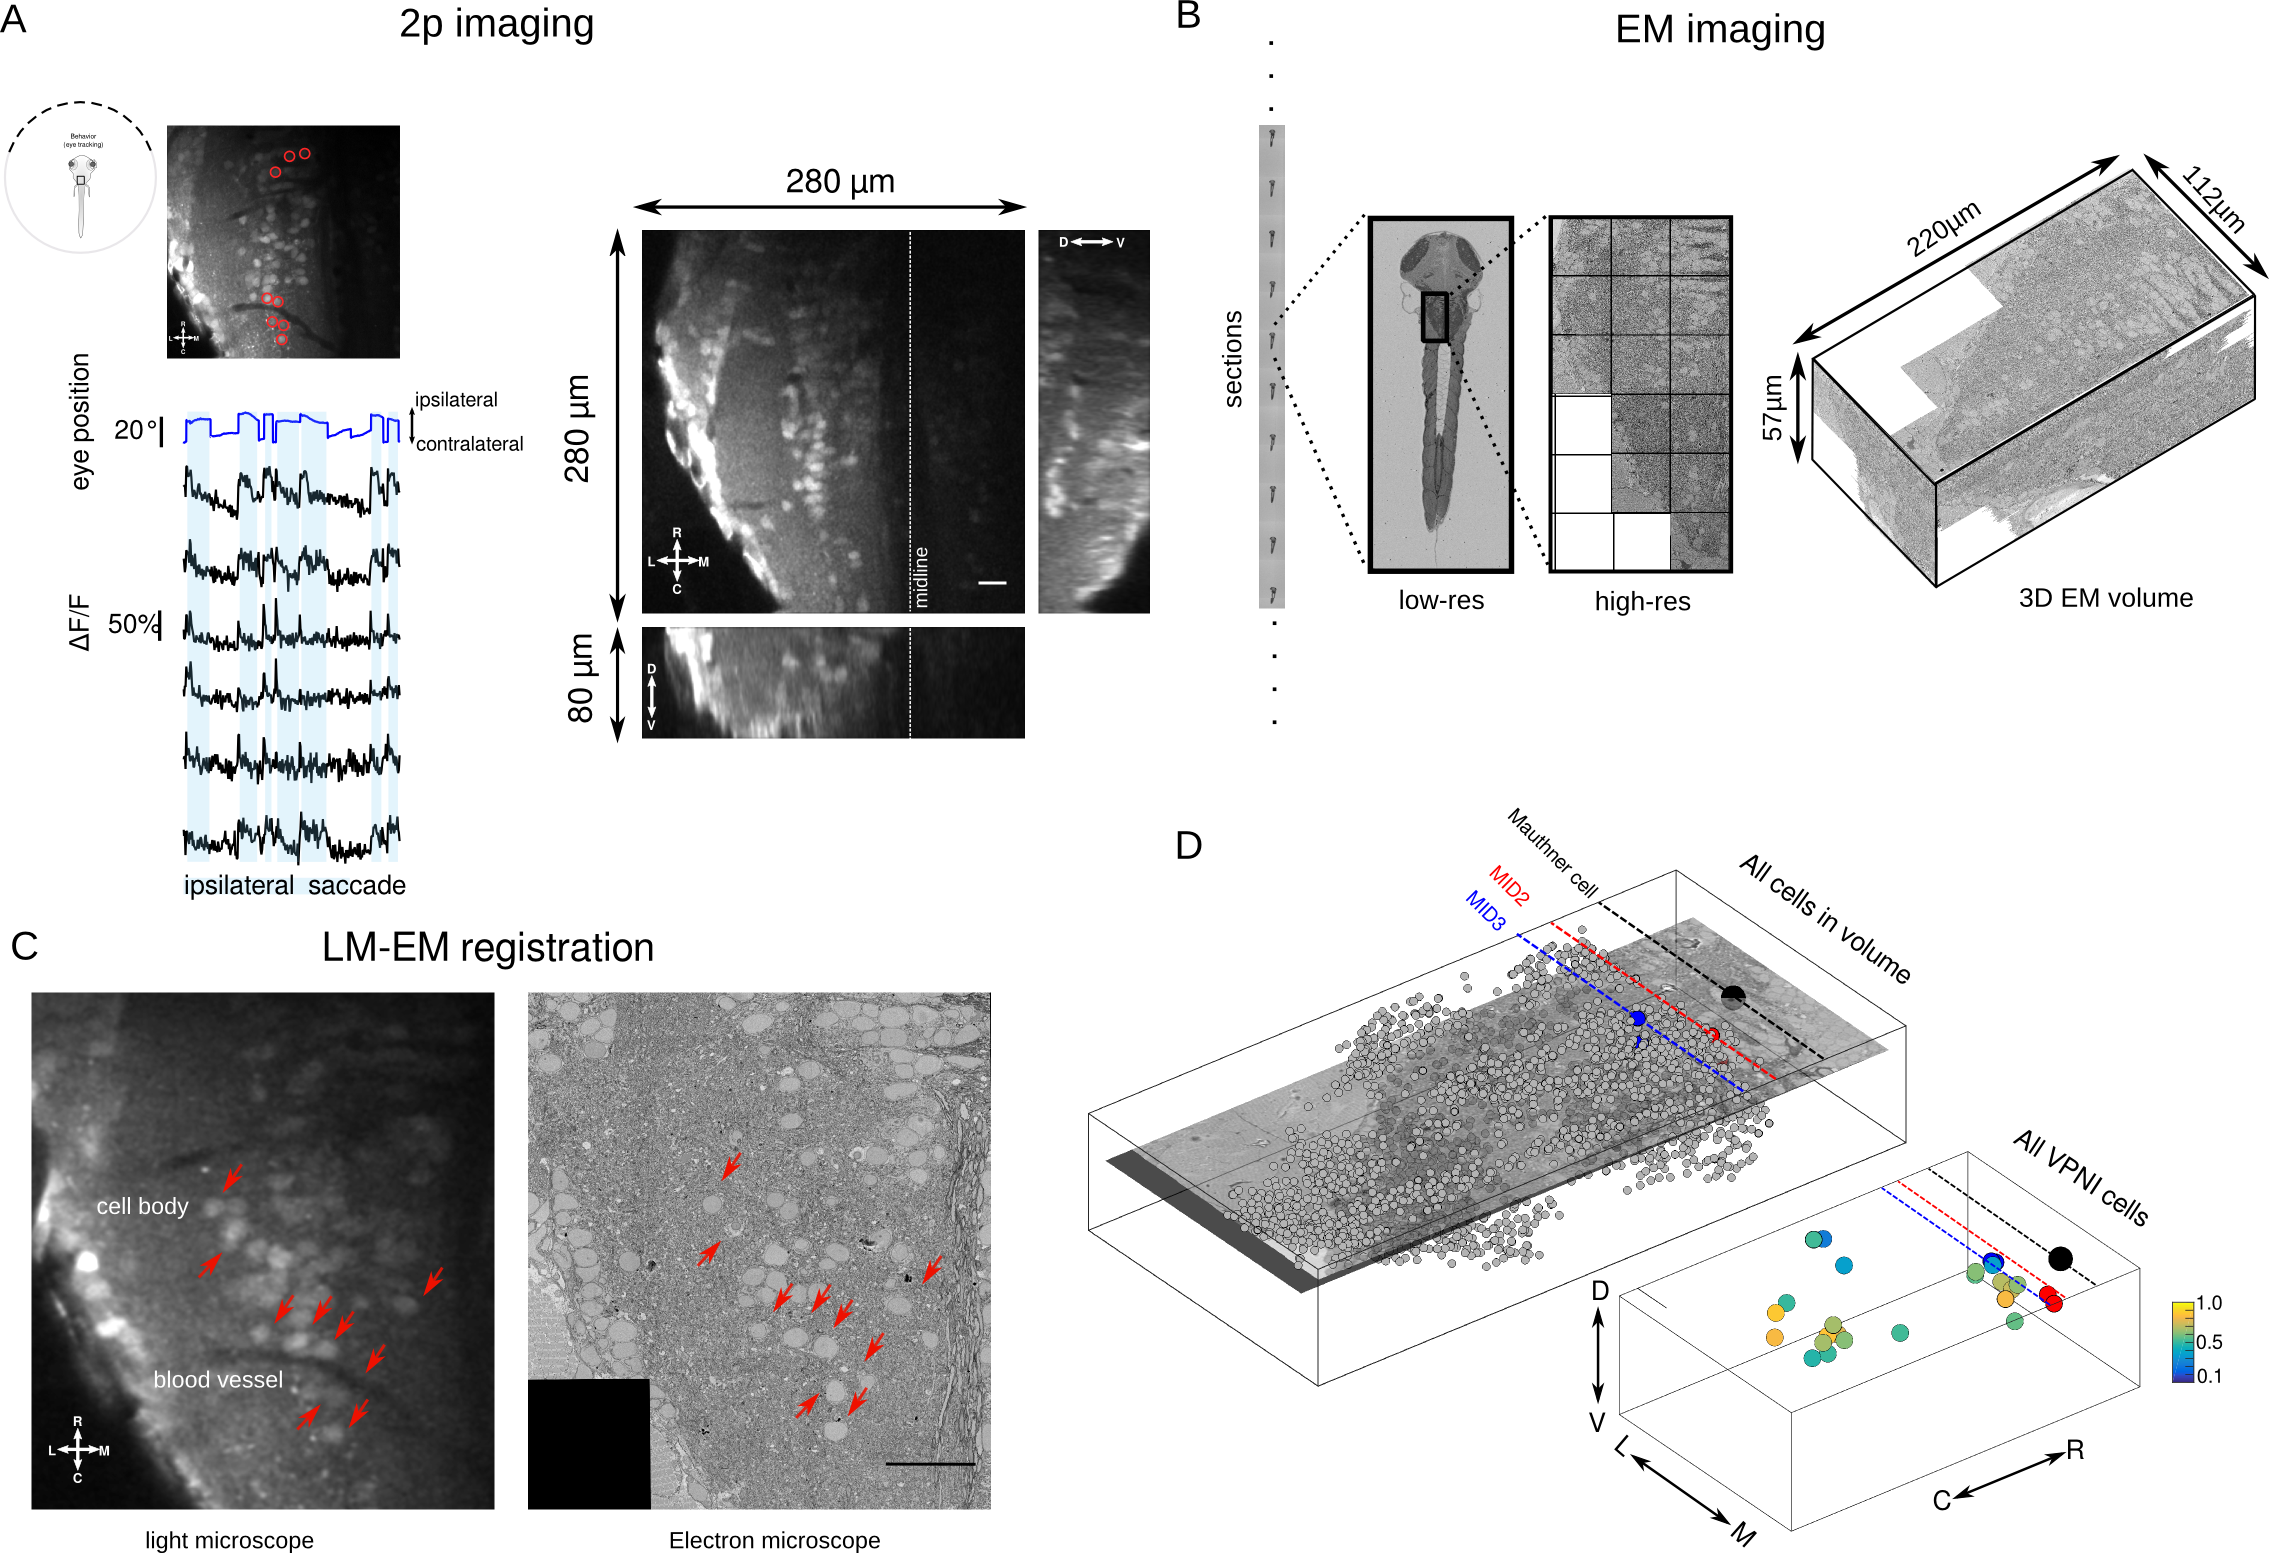 A
2p imaging
Behavior
(eye tracking)
R
L
M
C
eye position
20°
ipsilateral
contralateral
ΔF/F
50%
ipsilateral saccade
280 µm
280 µm
D
V
R
L
M
C
midline
80 µm
D
V
B
EM imaging
sections
low-res
high-res
220µm
112µm
57µm
3D EM volume
C
LM-EM registration
cell body
blood vessel
R
L
M
C
light microscope
Electron microscope
D
Mauthner cell
MID2
MID3
All cells in volume
All VPNI cells
D
V
L
M
C
R
1.0
0.5
0.1